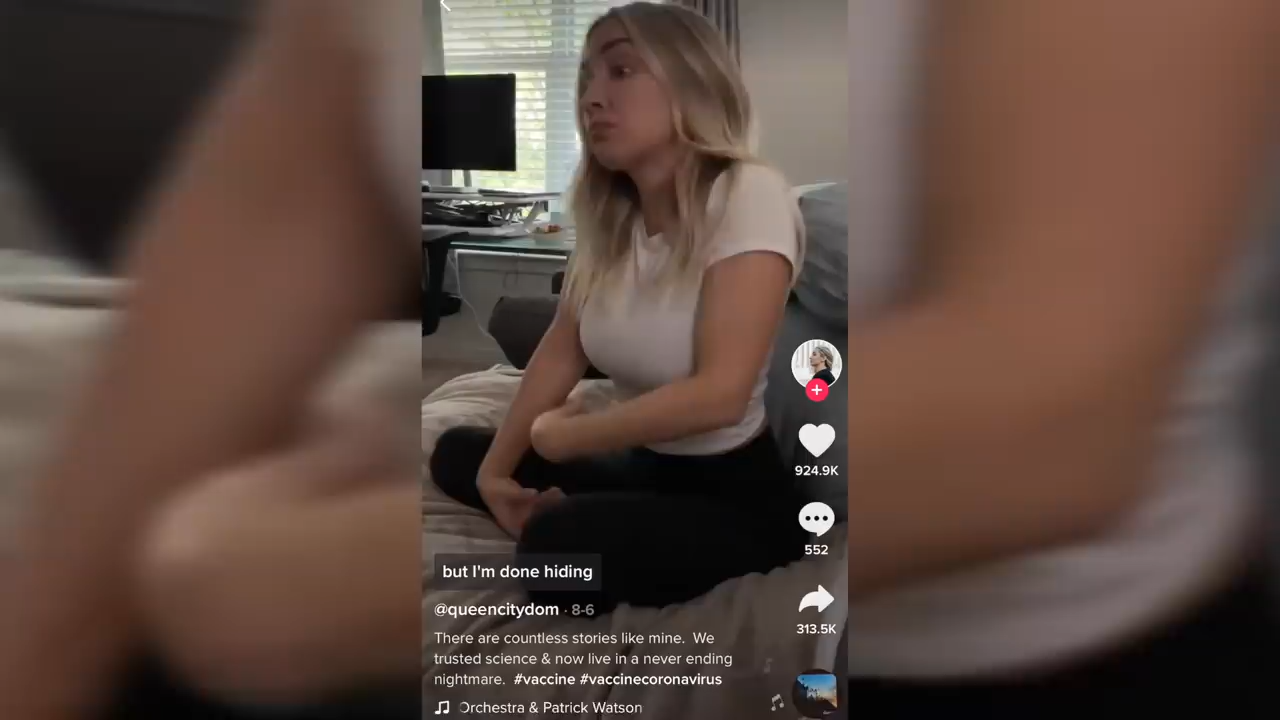 924.9K
552
but I'm done hiding
@queencitydom · 8-6
313.5K
There are countless stories like mine. We
trusted science & now live in a never ending
nightmare. #vaccine #vaccinecoronavirus
Orchestra & Patrick Watson